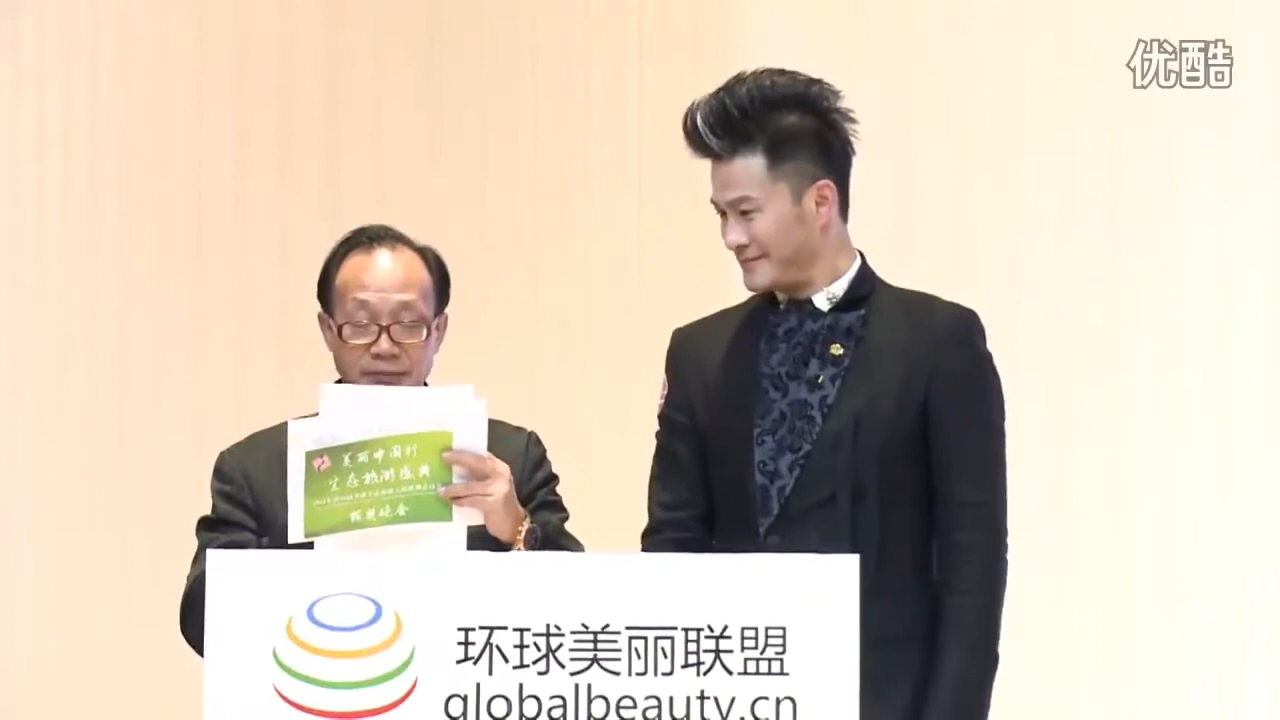 优酷
美丽中国行
生态旅游盛典
颁奖晚会
环球美丽联盟
globalbeauty.cn